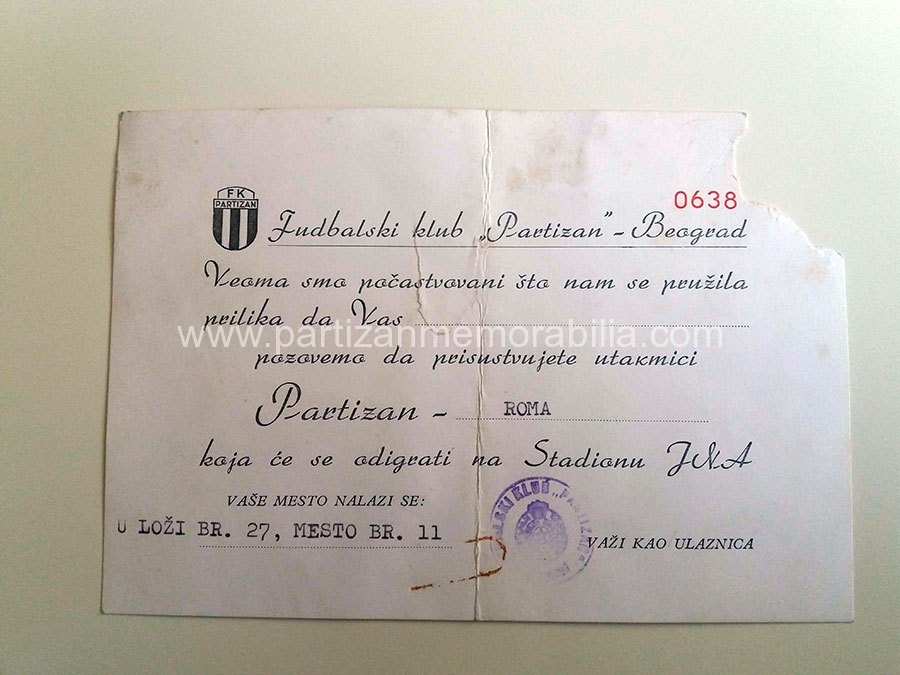 0638
FK
PARTIZAN
Fudbalski klub „Partizan" - Beograd
Veoma smo počastvovani što nam se pružila
prilika da Vas
www.partizanmemorabilia.com
pozovemo da prisustvujete utakmici
Partizan - ROMA
koja će se odigrati na Stadionu JNA
VAŠE MESTO NALAZI SE:
U LOŽI BR. 27, MESTO BR. 11
KLUB „PARTIZAN"
VAŽI KAO ULAZNICA